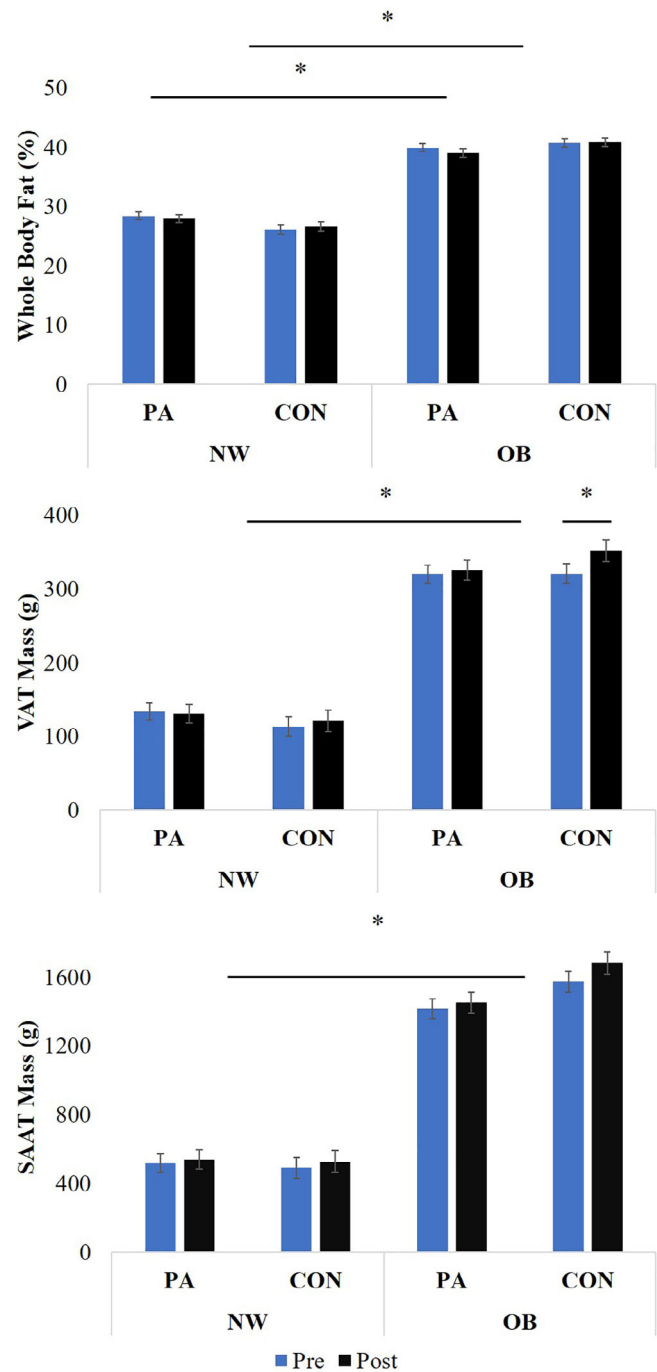 *
*
50
40
30
20
10
0
Whole Body Fat (%)
PA CON PA CON
NW OB
* *
400
300
200
100
0
VAT Mass (g)
PA CON PA CON
NW OB
*
1600
1200
800
400
0
SAAT Mass (g)
PA CON PA CON
NW OB
Pre Post